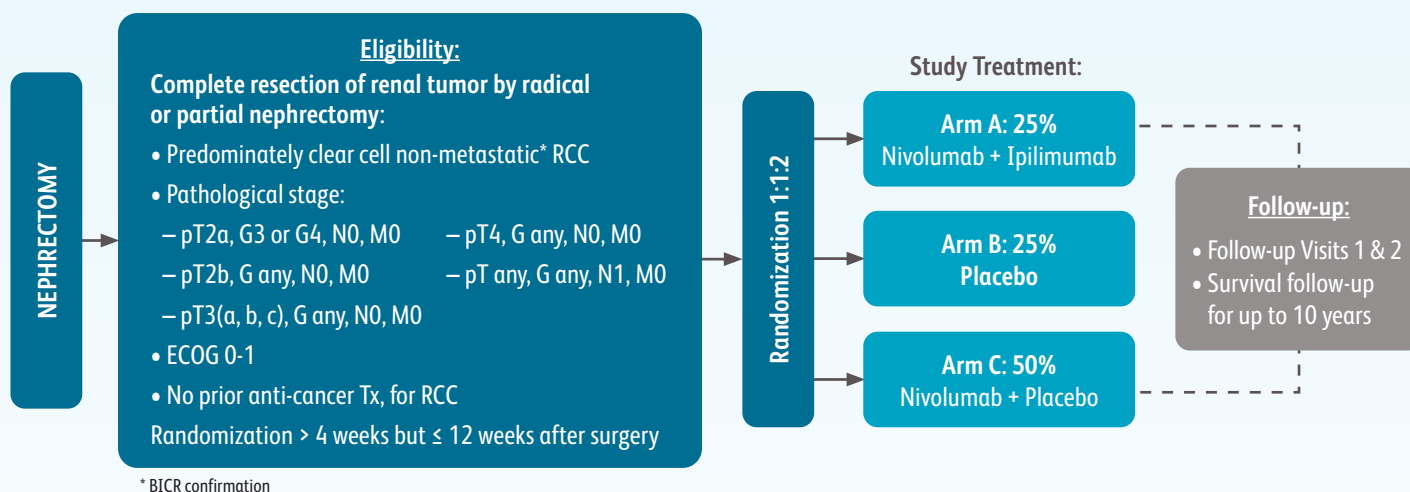 NEPHRECTOMY
Eligibility:
Complete resection of renal tumor by radical
or partial nephrectomy:
• Predominately clear cell non-metastatic* RCC
• Pathological stage:
– pT2a, G3 or G4, N0, M0
– pT4, G any, N0, M0
– pT2b, G any, N0, M0
– pT any, G any, N1, M0
– pT3(a, b, c), G any, N0, M0
• ECOG 0-1
• No prior anti-cancer Tx, for RCC
Randomization > 4 weeks but ≤ 12 weeks after surgery
* BICR confirmation
Randomization 1:1:2
Study Treatment:
Arm A: 25%
Nivolumab + Ipilimumab
Arm B: 25%
Placebo
Arm C: 50%
Nivolumab + Placebo
Follow-up:
• Follow-up Visits 1 & 2
• Survival follow-up
for up to 10 years